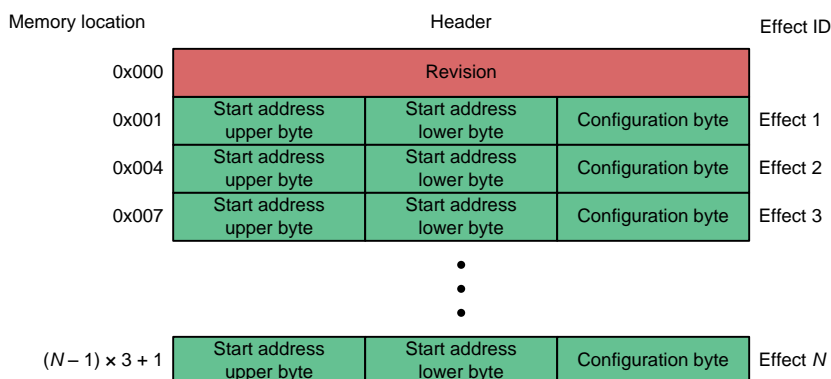 Memory location Header Effect ID
0x000 Revision
0x001 Start address upper byte Start address lower byte Configuration byte Effect 1
0x004 Start address upper byte Start address lower byte Configuration byte Effect 2
0x007 Start address upper byte Start address lower byte Configuration byte Effect 3
(N – 1) × 3 + 1 Start address upper byte Start address lower byte Configuration byte Effect N